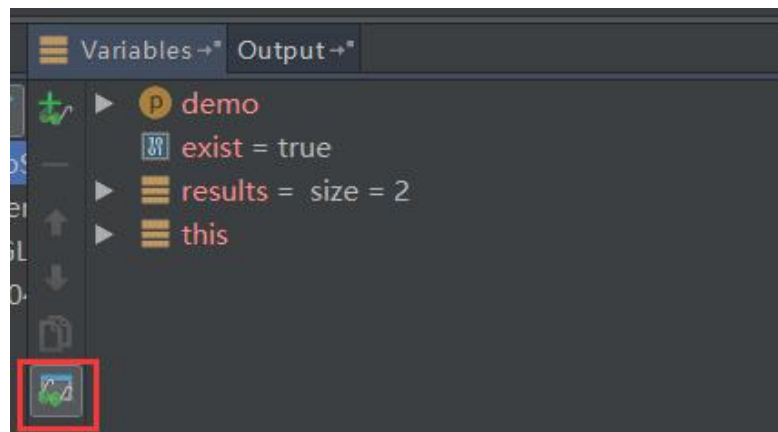 Variables Output
demo
exist = true
results = size = 2
this